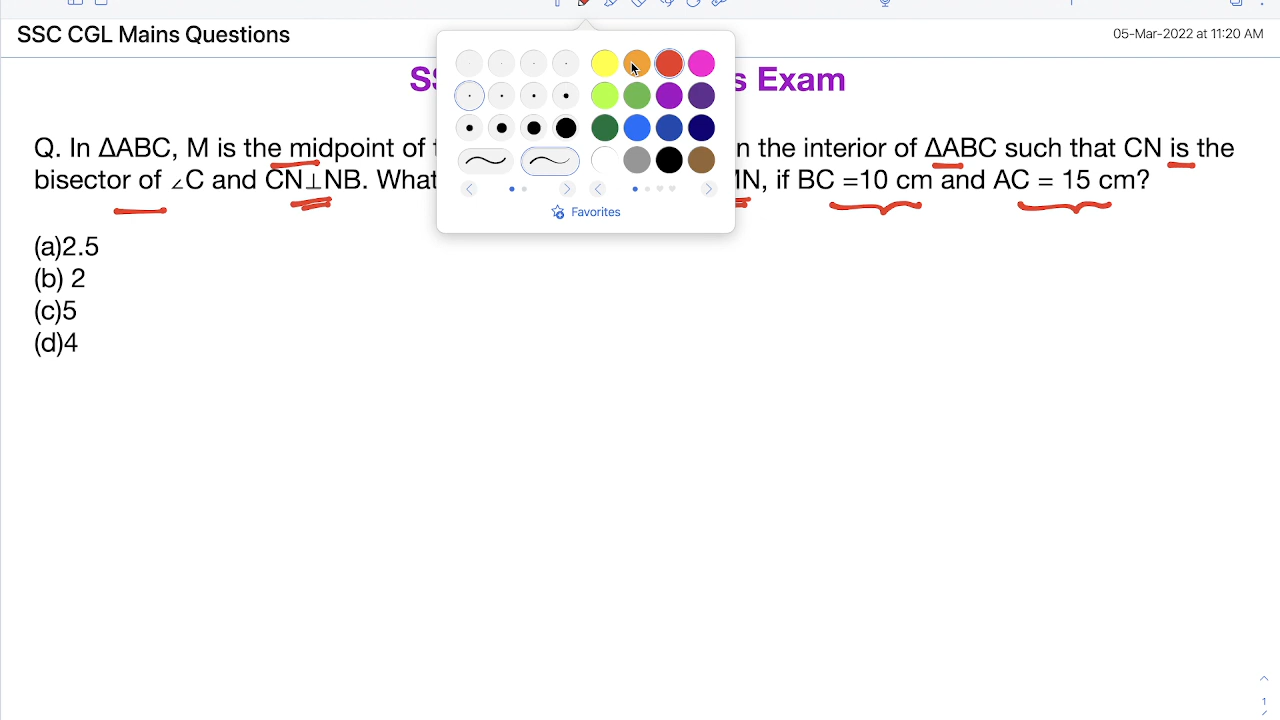 SSC CGL Mains Questions
05-Mar-2022 at 11:20 AM
s Exam
Q. In ΔABC, M is the midpoint of
n the interior of ΔABC such that CN is the
bisector of ∠C and CN⊥NB. What
MN, if BC =10 cm and AC = 15 cm?
Favorites
(a)2.5
(b) 2
(c)5
(d)4
1